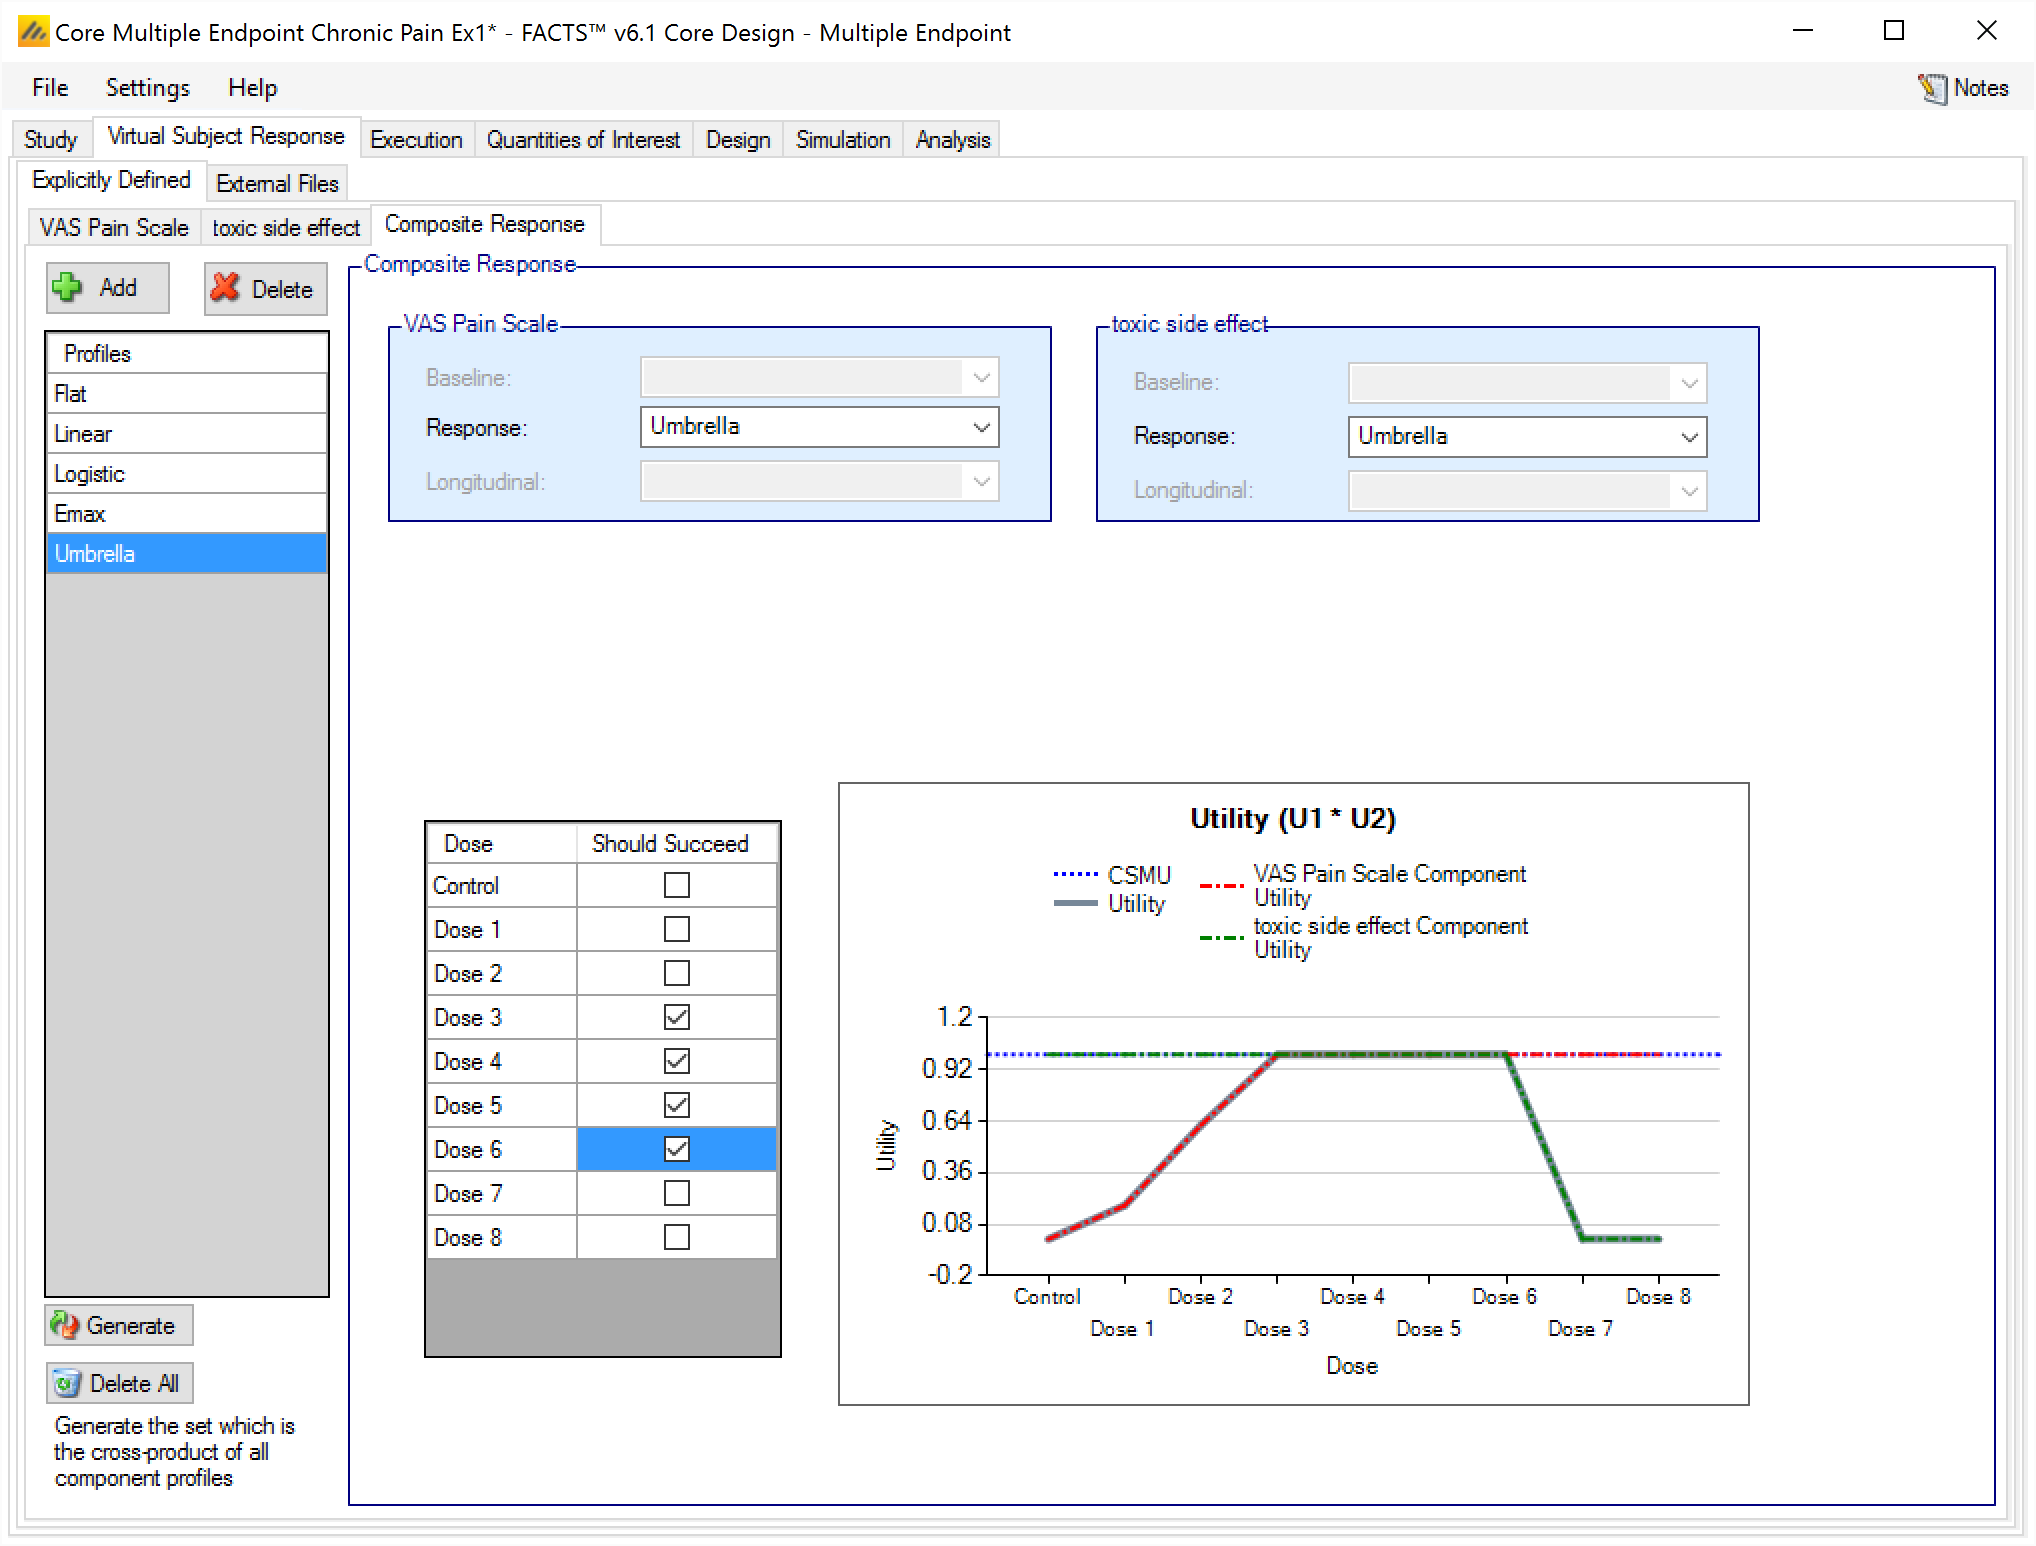 Core Multiple Endpoint Chronic Pain Ex1* - FACTS™ v6.1 Core Design - Multiple Endpoint
File Settings Help Notes
Study Virtual Subject Response Execution Quantities of Interest Design Simulation Analysis
Explicitly Defined External Files
VAS Pain Scale toxic side effect Composite Response
Add Delete
Profiles
Flat
Linear
Logistic
Emax
Umbrella
Generate
Delete All
Generate the set which is
the cross-product of all
component profiles
Composite Response
VAS Pain Scale
Baseline:
Response: Umbrella
Longitudinal:
toxic side effect
Baseline:
Response: Umbrella
Longitudinal:
Dose Should Succeed
Control
Dose 1
Dose 2
Dose 3
Dose 4
Dose 5
Dose 6
Dose 7
Dose 8
Utility (U1 * U2)
CSMU
Utility
VAS Pain Scale Component
Utility
toxic side effect Component
Utility
Utility
1.2
0.92
0.64
0.36
0.08
-0.2
Control Dose 2 Dose 4 Dose 6 Dose 8
Dose 1 Dose 3 Dose 5 Dose 7
Dose